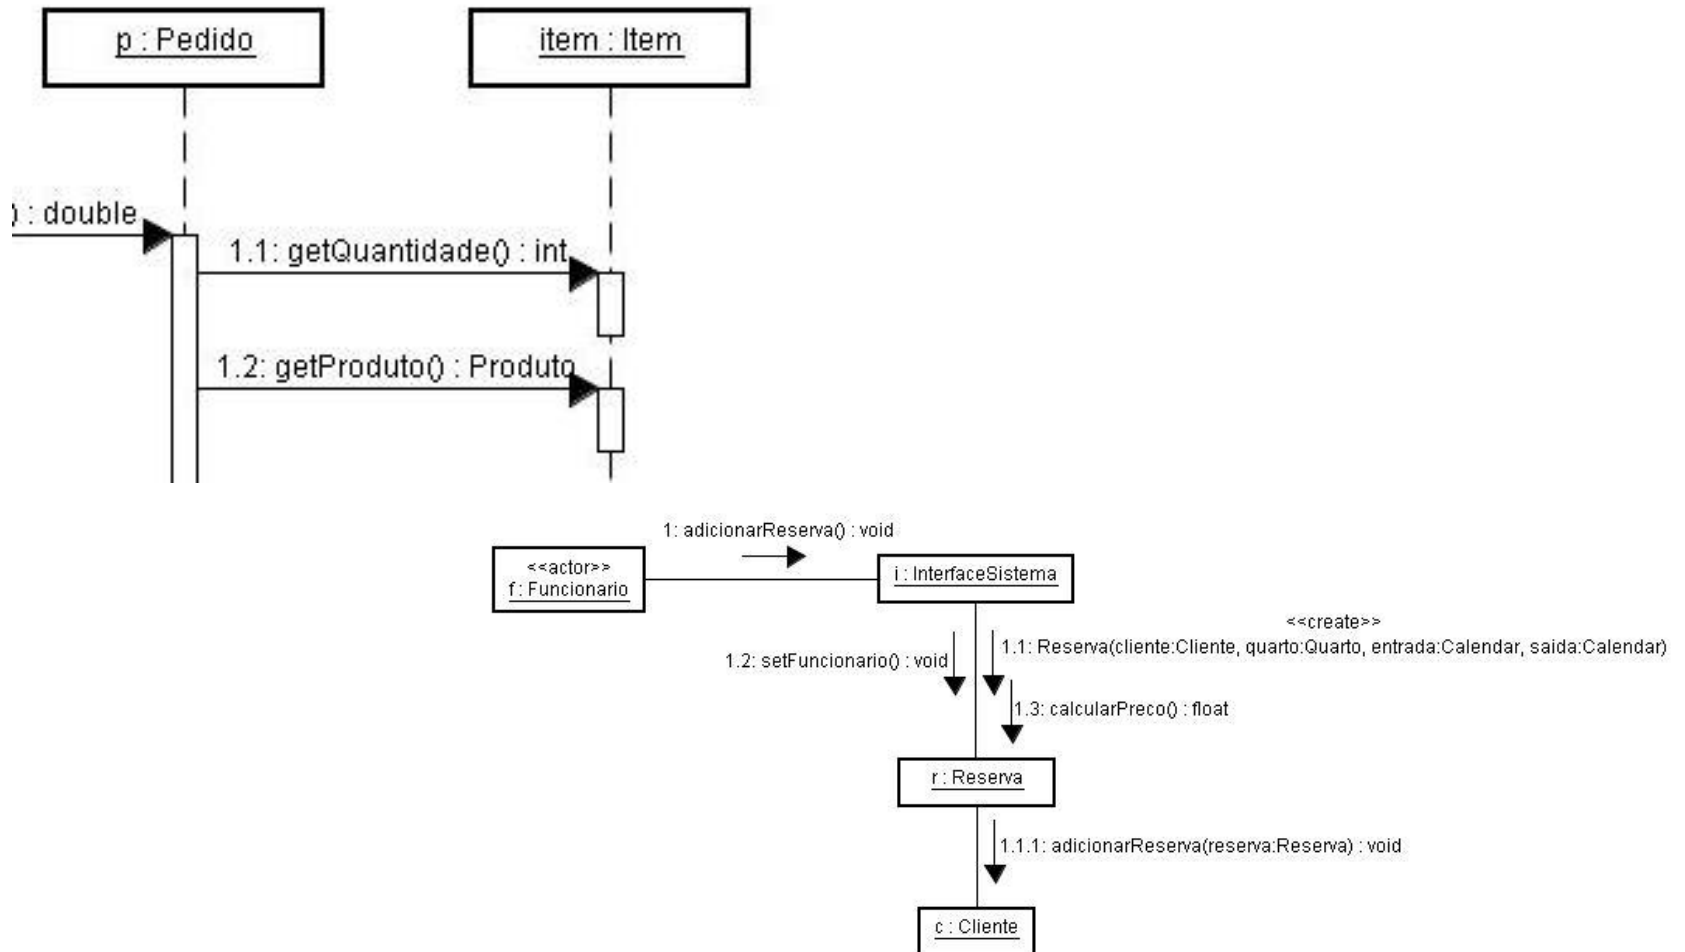 p : Pedido
item : Item
) : double
1.1: getQuantidade() : int
1.2: getProduto() : Produto
1: adicionarReserva() : void
<<actor>>
f : Funcionario
i : InterfaceSistema
<<create>>
1.1: Reserva(cliente:Cliente, quarto:Quarto, entrada:Calendar, saida:Calendar)
1.2: setFuncionario() : void
1.3: calcularPreco() : float
r : Reserva
1.1.1: adicionarReserva(reserva:Reserva) : void
c : Cliente